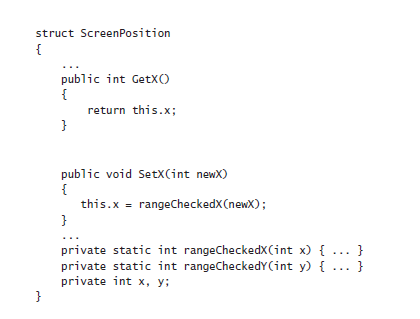 struct ScreenPosition
{
...
public int GetX()
{
return this.x;
}
public void SetX(int newX)
{
this.x = rangeCheckedX(newX);
}
...
private static int rangeCheckedX(int x) { ... }
private static int rangeCheckedY(int y) { ... }
private int x, y;
}